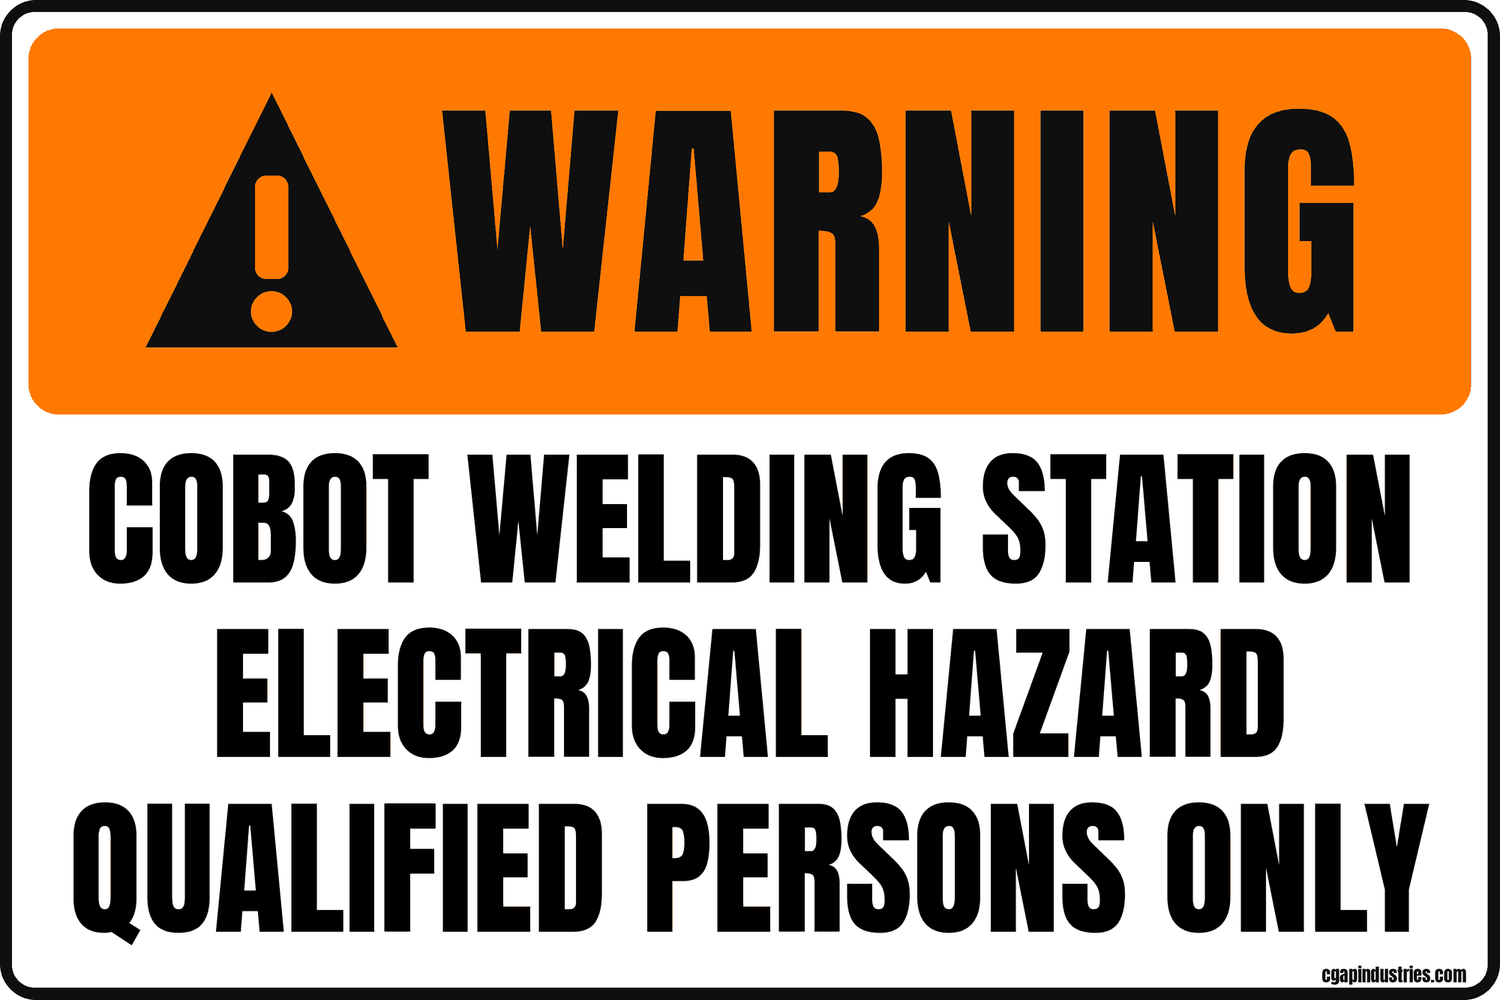 WARNING
COBOT WELDING STATION
ELECTRICAL HAZARD
QUALIFIED PERSONS ONLY
cgapindustries.com